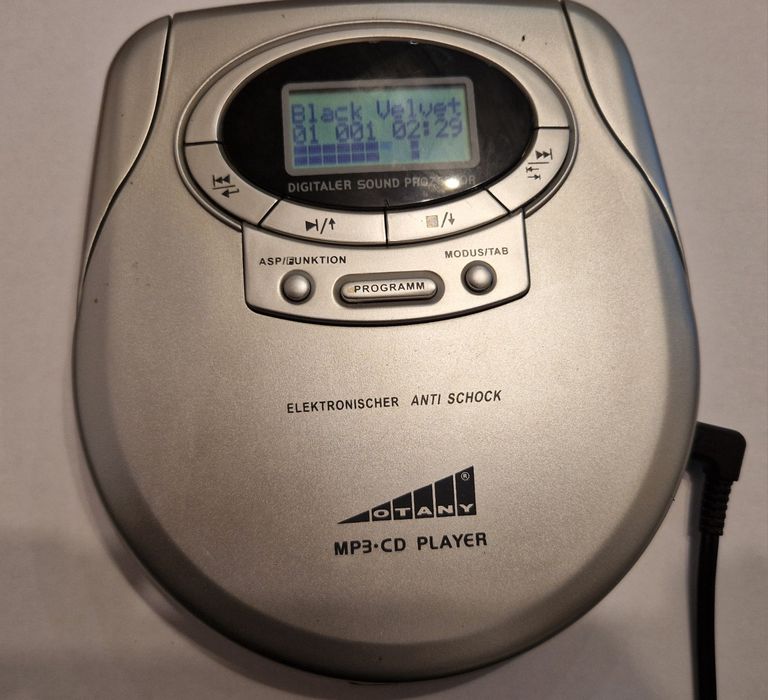 Black Velvet
01 001 02:29
DIGITALER SOUND PROZESSOR
ASP/FUNKTION
MODUS/TAB
PROGRAMM
ELEKTRONISCHER ANTI SCHOCK
OTANY ®
MP3·CD PLAYER